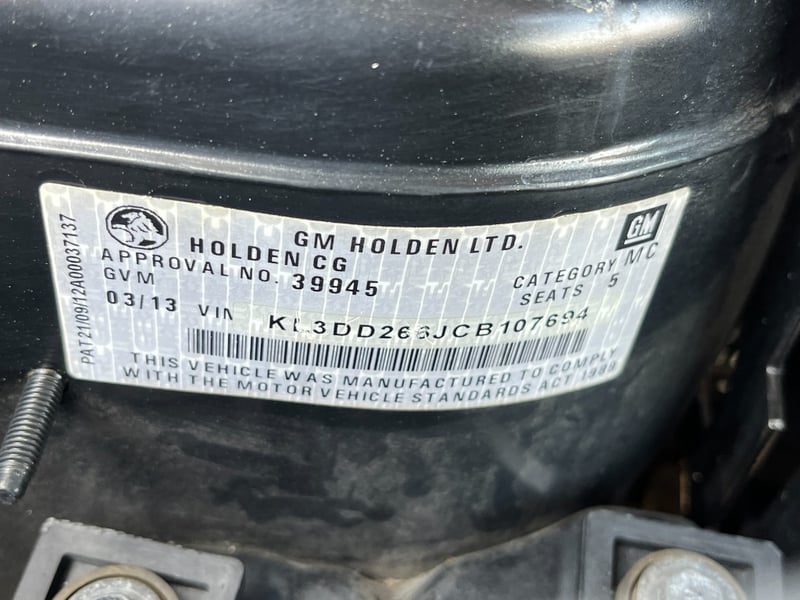 GM HOLDEN LTD.
GM
HOLDEN CG
APPROVAL NO. 39945
CATEGORY MC
GVM
SEATS 5
03/13 VIN KL3DD266JCB107694
THIS VEHICLE WAS MANUFACTURED TO COMPLY
WITH THE MOTOR VEHICLE STANDARDS ACT 1989
PAT21/09/12A00037137